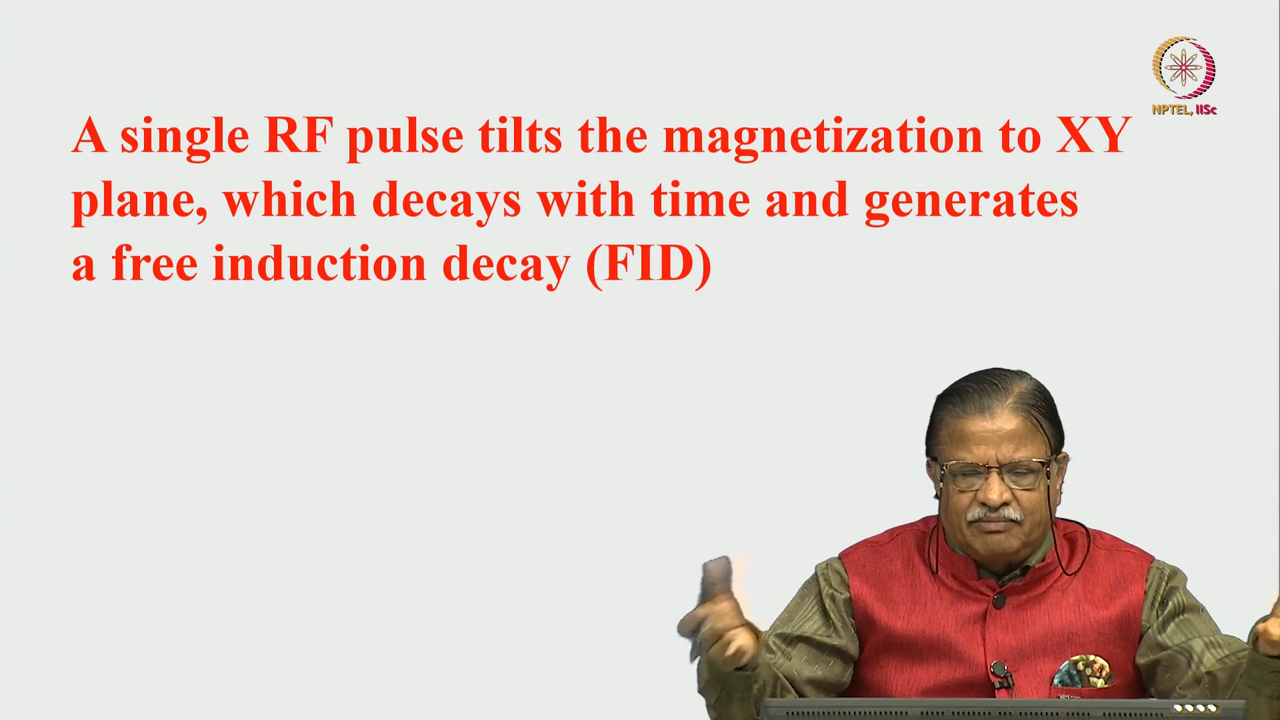 NPTEL, IISc
A single RF pulse tilts the magnetization to XY
plane, which decays with time and generates
a free induction decay (FID)